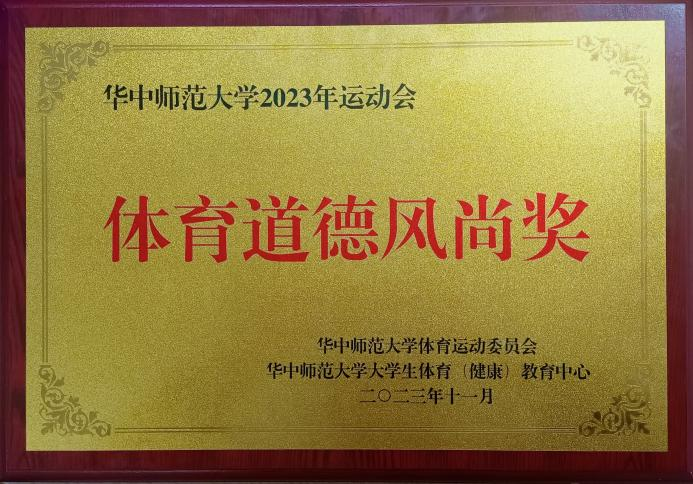 华中师范大学2023年运动会
体育道德风尚奖
华中师范大学体育运动委员会
华中师范大学大学生体育（健康）教育中心
二〇二三年十一月